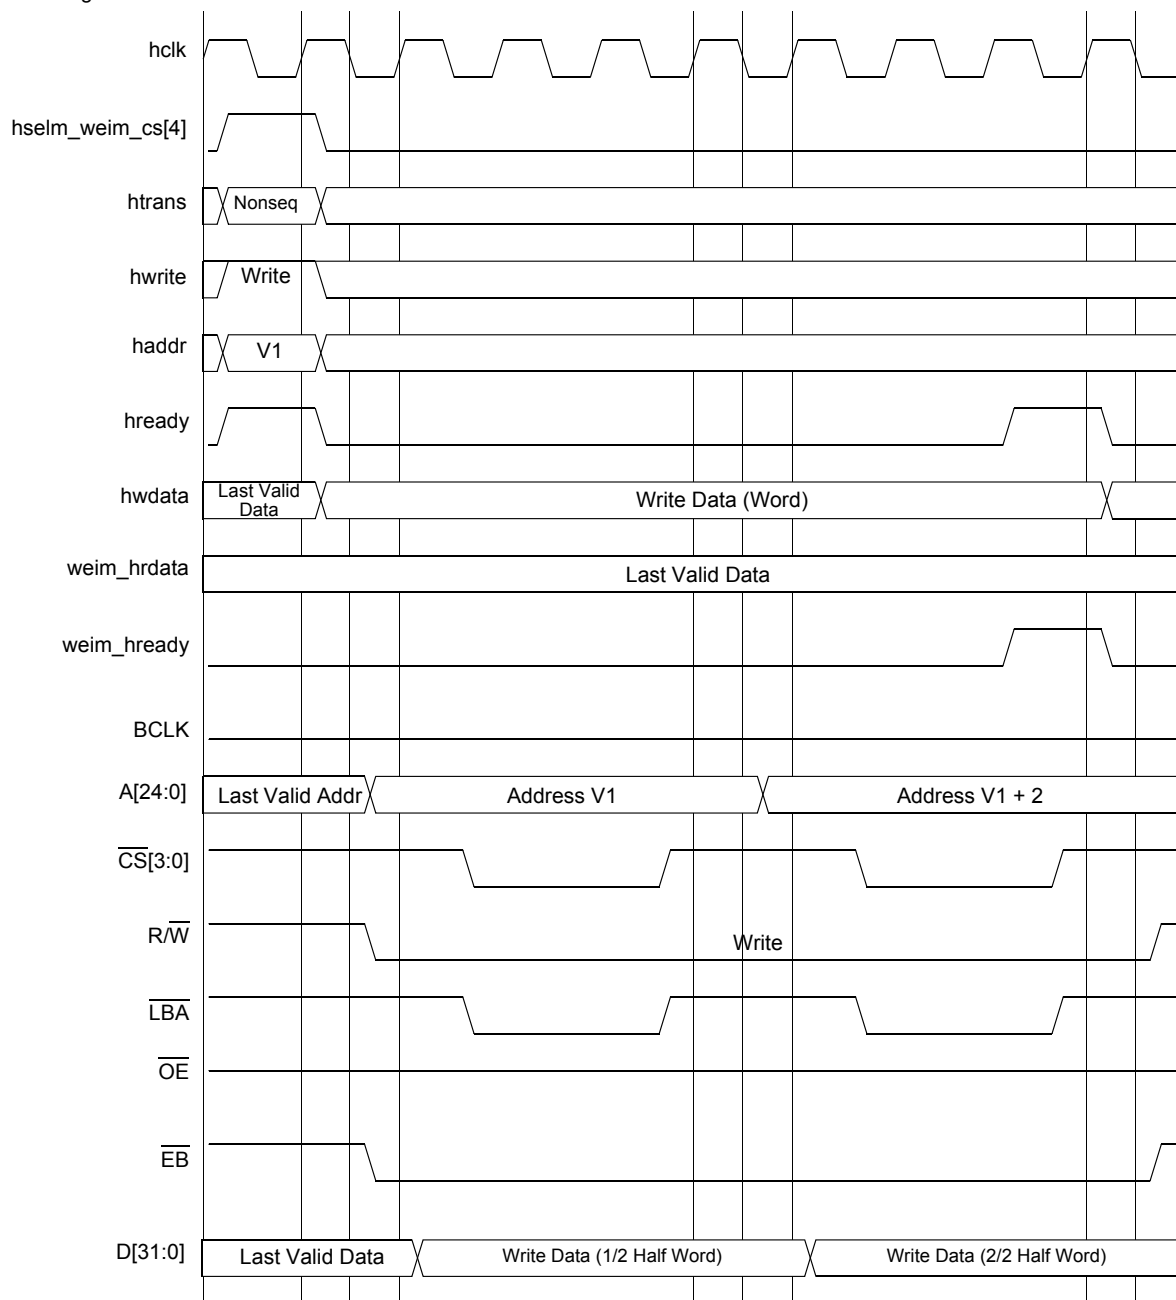 hclk
hselm_weim_cs[4]
htrans
Nonseq
hwrite
Write
haddr
V1
hready
hwdata
Last Valid
Data
Write Data (Word)
weim_hrdata
Last Valid Data
weim_hready
BCLK
A[24:0]
Last Valid Addr
Address V1
Address V1 + 2
CS[3:0]
R/W
Write
LBA
OE
EB
D[31:0]
Last Valid Data
Write Data (1/2 Half Word)
Write Data (2/2 Half Word)